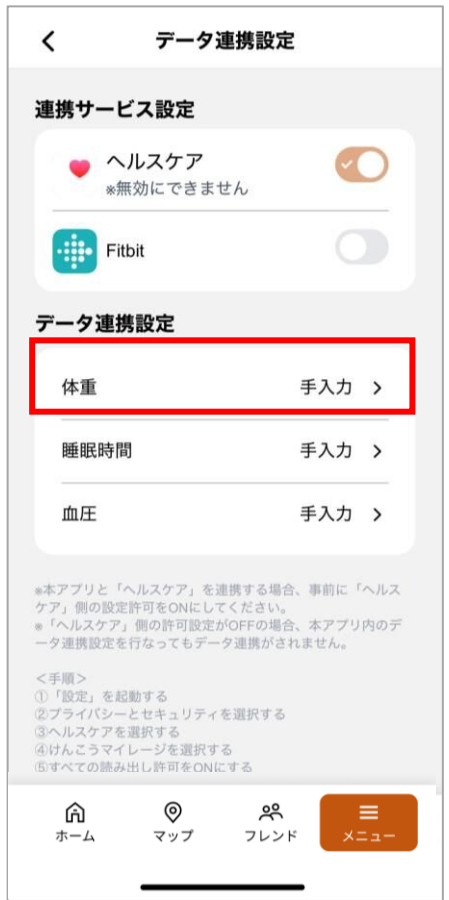 データ連携設定
連携サービス設定
ヘルスケア
※無効にできません
Fitbit
データ連携設定
体重 手入力
睡眠時間 手入力
血圧 手入力
※本アプリと「ヘルスケア」を連携する場合、事前に「ヘルス
ケア」側の設定許可をONにしてください。
※「ヘルスケア」側の許可設定がOFFの場合、本アプリ内のデ
ータ連携設定を行なってもデータ連携がされません。
＜手順＞
①「設定」を起動する
②プライバシーとセキュリティを選択する
③ヘルスケアを選択する
④けんこうマイレージを選択する
⑤すべての読み出し許可をONにする
ホーム マップ フレンド メニュー